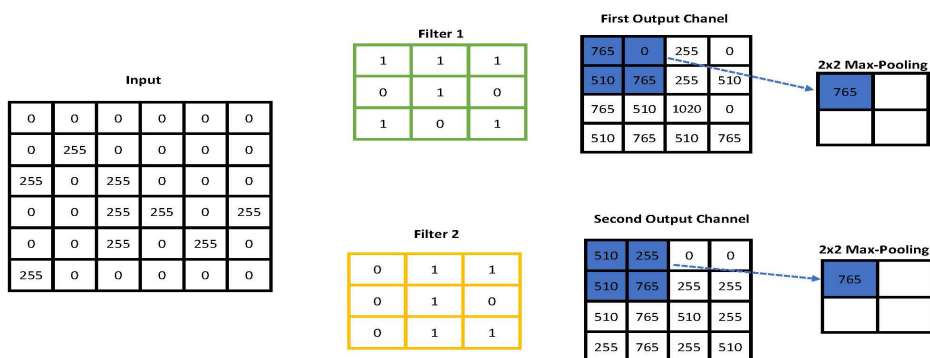 Input
0 0 0 0 0 0
0 255 0 0 0 0
255 0 255 0 0 0
0 0 255 255 0 255
0 0 255 0 255 0
255 0 0 0 0 0
Filter 1
1 1 1
0 1 0
1 0 1
First Output Chanel
765 0 255 0
510 765 255 510
765 510 1020 0
510 765 510 765
2x2 Max-Pooling
765
Filter 2
0 1 1
0 1 0
0 1 1
Second Output Channel
510 255 0 0
510 765 255 255
510 765 510 255
255 765 255 510
2x2 Max-Pooling
765